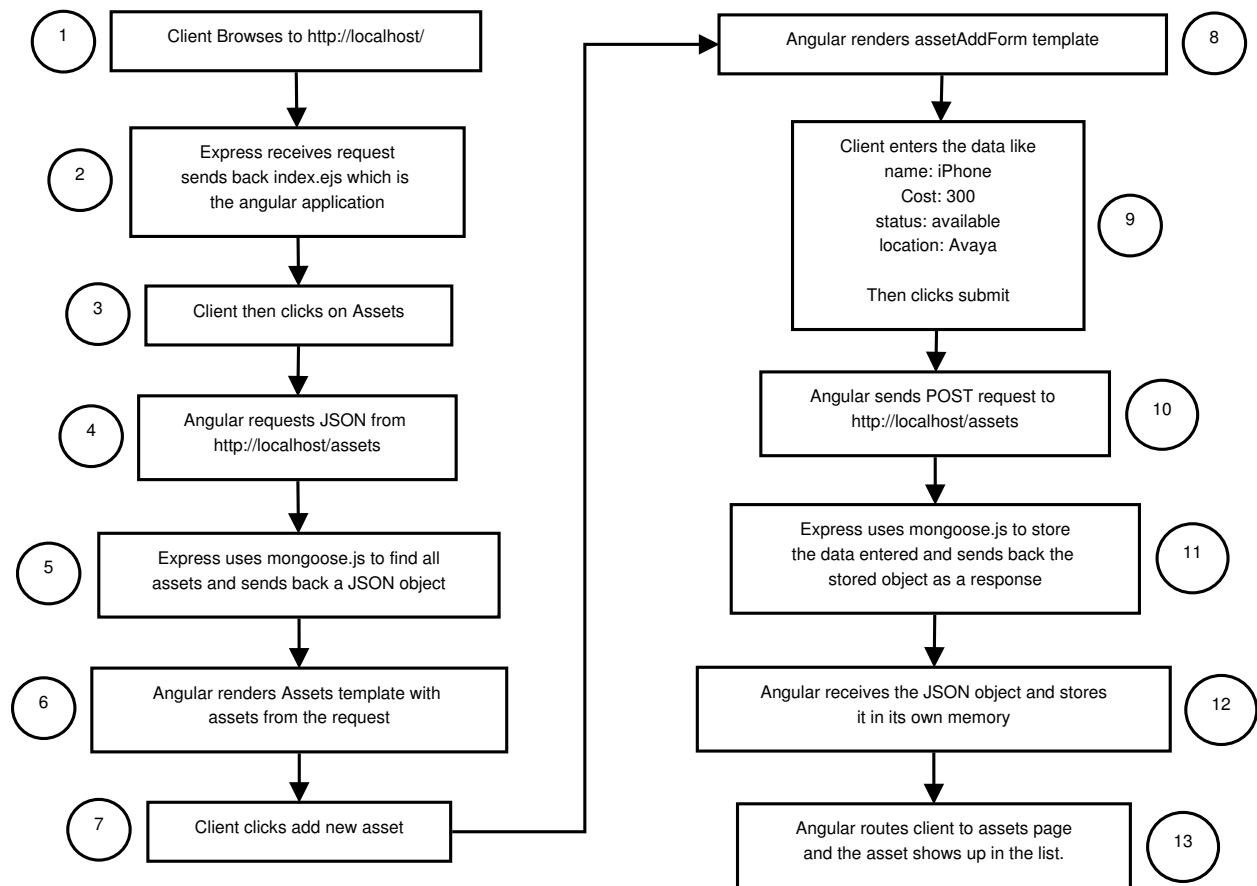 1
Client Browses to http://localhost/
2
Express receives request
sends back index.ejs which is
the angular application
3
Client then clicks on Assets
4
Angular requests JSON from
http://localhost/assets
5
Express uses mongoose.js to find all
assets and sends back a JSON object
6
Angular renders Assets template with
assets from the request
7
Client clicks add new asset
Angular renders assetAddForm template
8
Client enters the data like
name: iPhone
Cost: 300
status: available
location: Avaya
Then clicks submit
9
Angular sends POST request to
http://localhost/assets
10
Express uses mongoose.js to store
the data entered and sends back the
stored object as a response
11
Angular receives the JSON object and stores
it in its own memory
12
Angular routes client to assets page
and the asset shows up in the list.
13